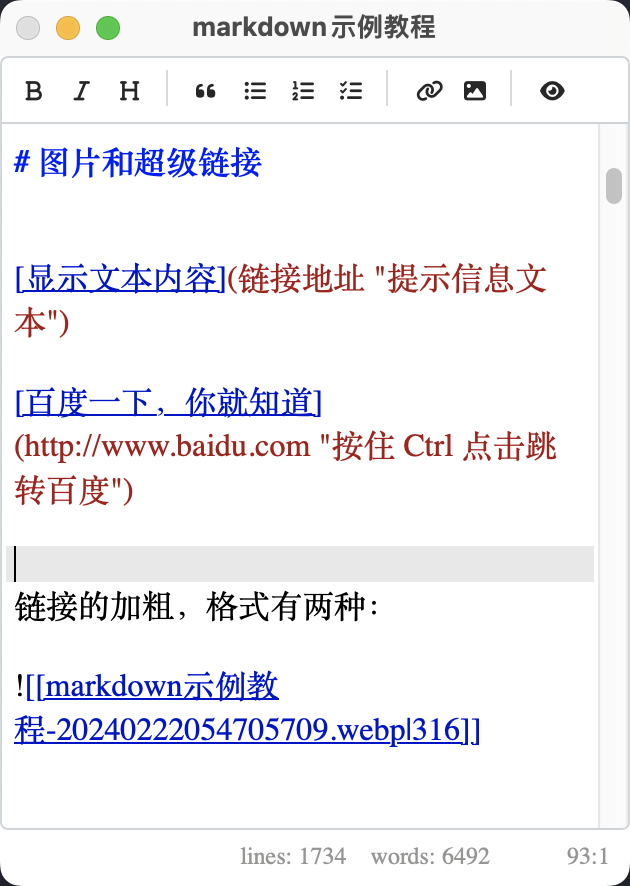 markdown示例教程
B I H
# 图片和超级链接
[显示文本内容](链接地址 "提示信息文
本")
[百度一下，你就知道]
(http://www.baidu.com "按住 Ctrl 点击跳
转百度")
链接的加粗，格式有两种：
![[markdown示例教
程-20240222054705709.webp|316]]
lines: 1734 words: 6492 93:1